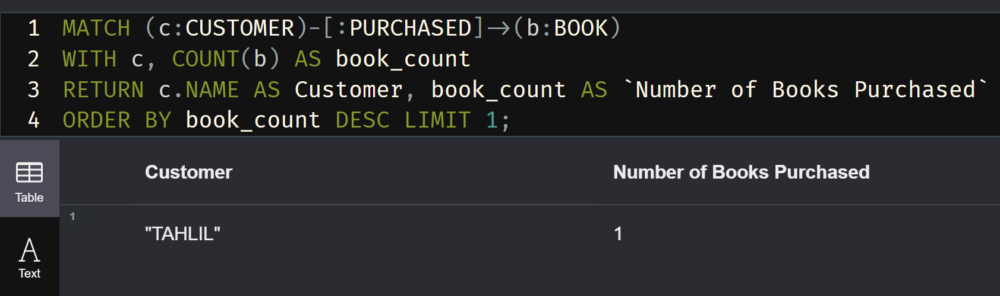 1 MATCH (c:CUSTOMER)-[:PURCHASED]->(b:BOOK)
2 WITH c, COUNT(b) AS book_count
3 RETURN c.NAME AS Customer, book_count AS `Number of Books Purchased`
4 ORDER BY book_count DESC LIMIT 1;
Customer Number of Books Purchased
Table
1
"TAHLIL" 1
A
Text